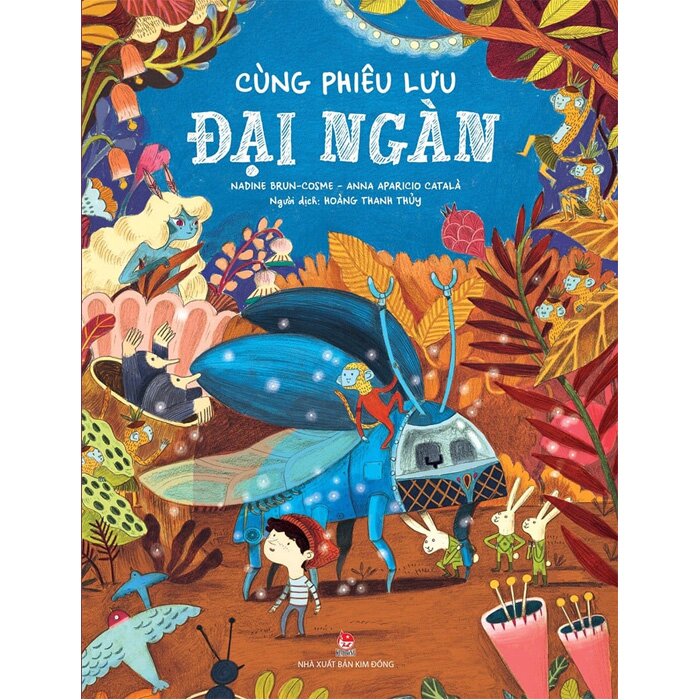 CÙNG PHIÊU LƯU
ĐẠI NGÀN
NADINE BRUN-COSME - ANNA APARICIO CATALÀ
Người dịch: HOÀNG THANH THỦY
NHÀ XUẤT BẢN KIM ĐỒNG